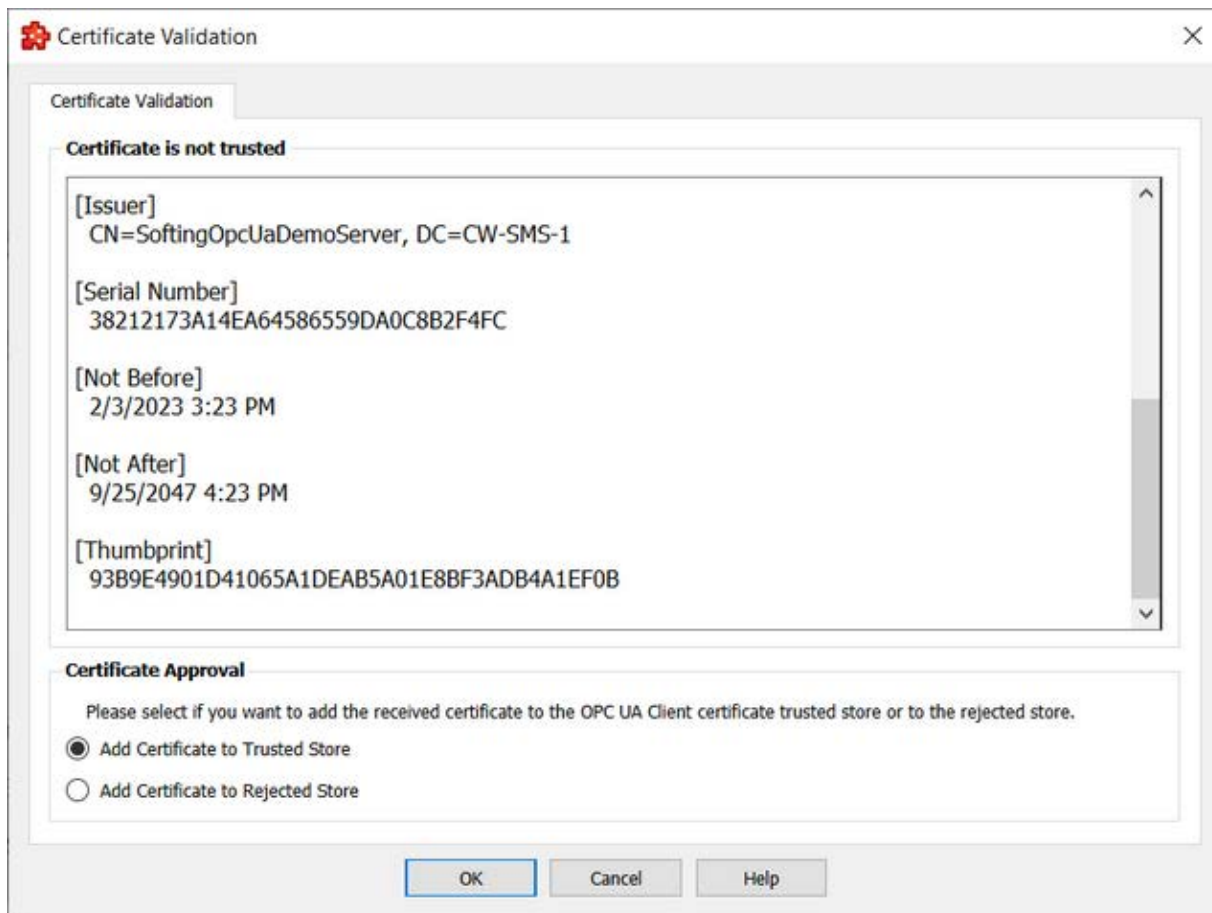 Certificate Validation
Certificate Validation
Certificate is not trusted
[Issuer]
CN=SoftingOpcUaDemoServer, DC=CW-SMS-1
[Serial Number]
38212173A14EA64586559DA0C8B2F4FC
[Not Before]
2/3/2023 3:23 PM
[Not After]
9/25/2047 4:23 PM
[Thumbprint]
93B9E4901D41065A1DEAB5A01E8BF3ADB4A1EF0B
Certificate Approval
Please select if you want to add the received certificate to the OPC UA Client certificate trusted store or to the rejected store.
Add Certificate to Trusted Store
Add Certificate to Rejected Store
OK Cancel Help